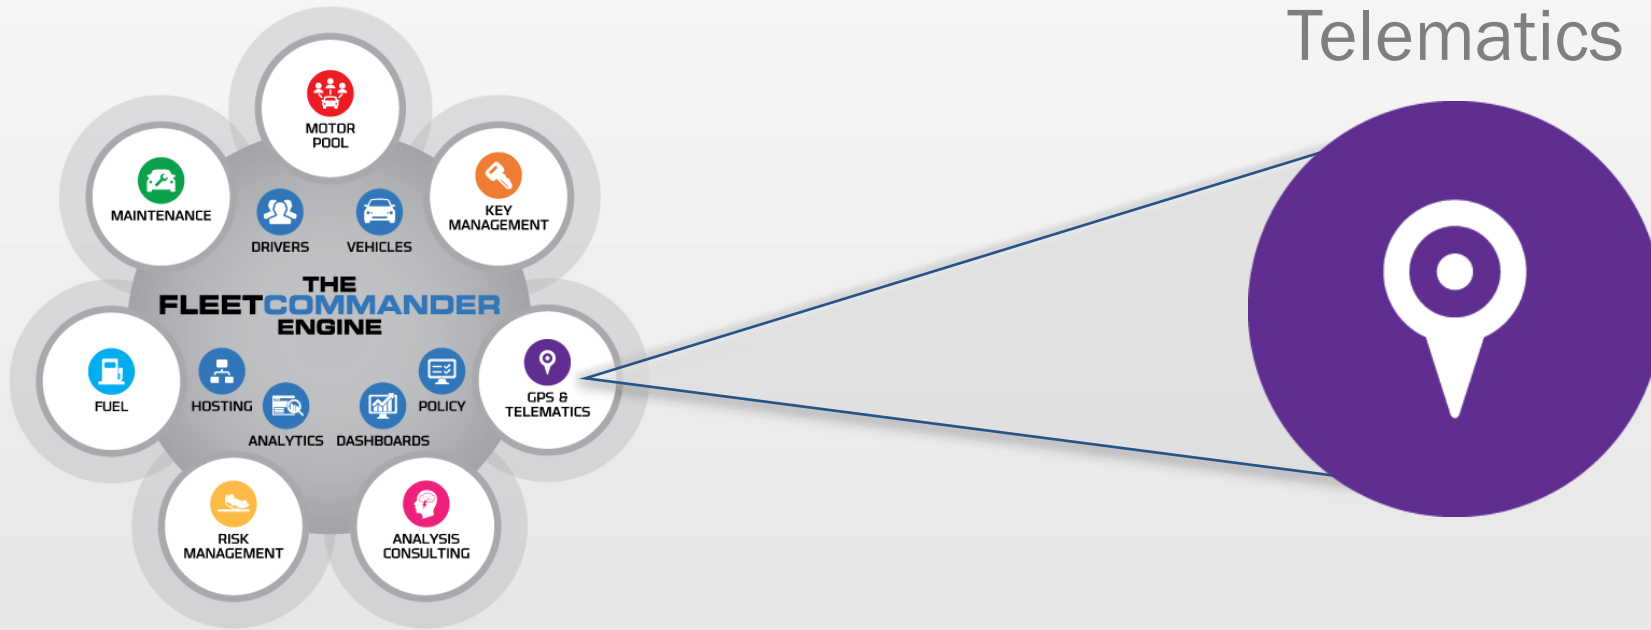 Telematics
MOTOR
POOL
MAINTENANCE
KEY
MANAGEMENT
DRIVERS
VEHICLES
THE
FLEETCOMMANDER
ENGINE
FUEL
HOSTING
ANALYTICS
DASHBOARDS
POLICY
GPS &
TELEMATICS
RISK
MANAGEMENT
ANALYSIS
CONSULTING